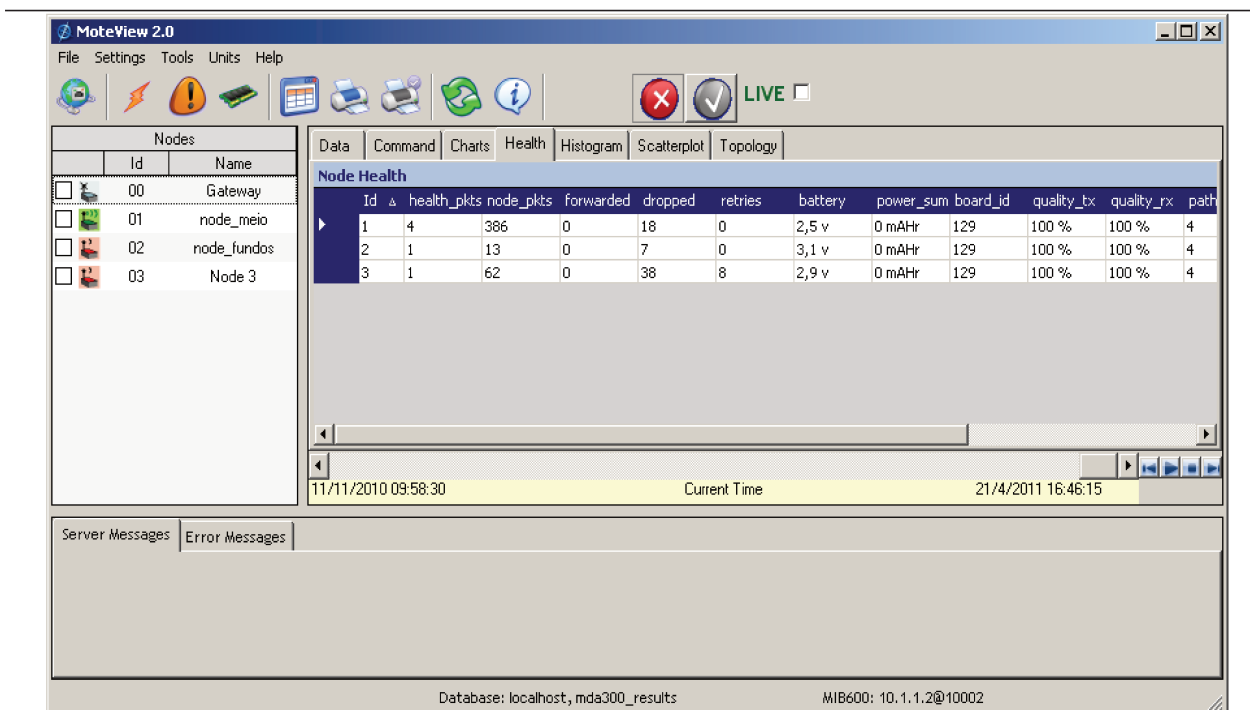 MoteView 2.0
File Settings Tools Units Help
LIVE
Nodes
Id Name
00 Gateway
01 node_meio
02 node_fundos
03 Node 3
Data Command Charts Health Histogram Scatterplot Topology
Node Health
Id health_pkts node_pkts forwarded dropped retries battery power_sum board_id quality_tx quality_rx path
1 4 386 0 18 0 2,5 v 0 mAHr 129 100 % 100 % 4
2 1 13 0 7 0 3,1 v 0 mAHr 129 100 % 100 % 4
3 1 62 0 38 8 2,9 v 0 mAHr 129 100 % 100 % 4
11/11/2010 09:58:30 Current Time 21/4/2011 16:46:15
Server Messages Error Messages
Database: localhost, mda300_results MIB600: 10.1.1.2@10002